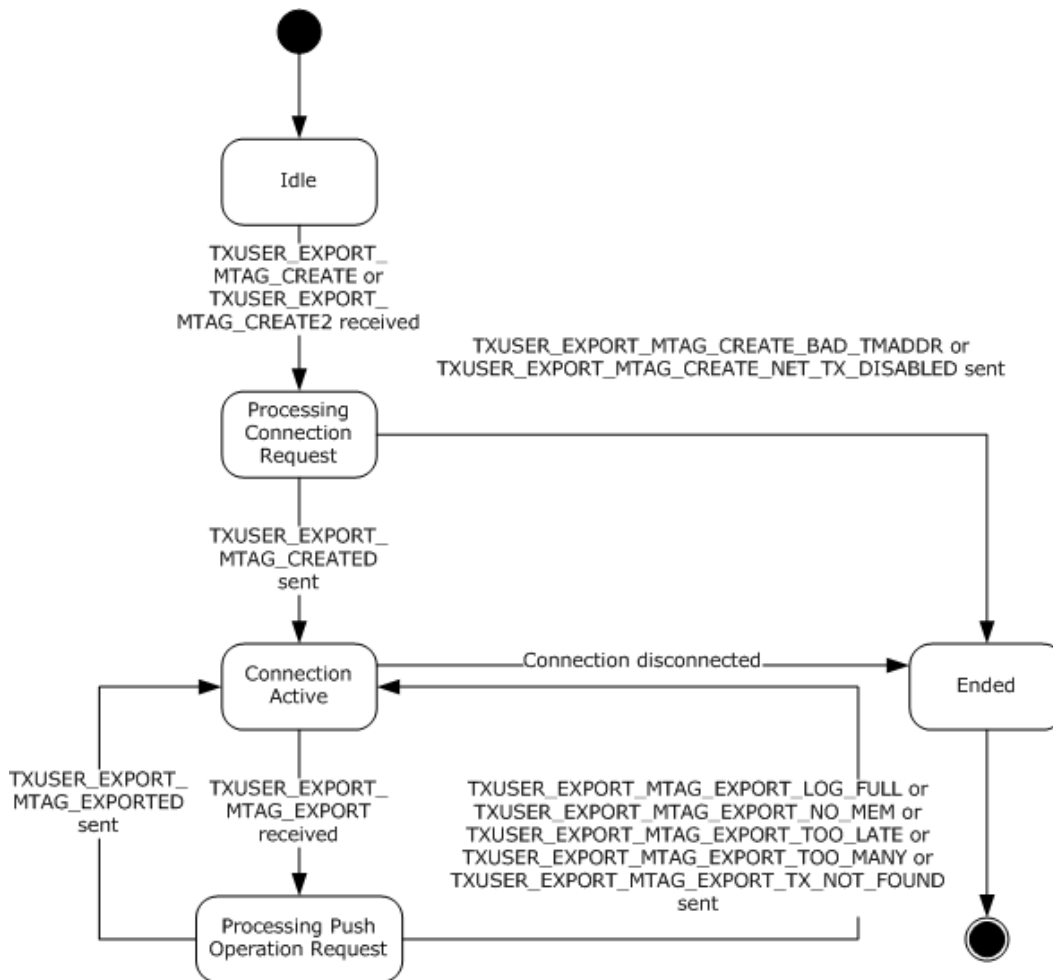 Idle
TXUSER_EXPORT_
MTAG_CREATE or
TXUSER_EXPORT_
MTAG_CREATE2 received
TXUSER_EXPORT_MTAG_CREATE_BAD_TMADDR or
TXUSER_EXPORT_MTAG_CREATE_NET_TX_DISABLED sent
Processing
Connection
Request
TXUSER_EXPORT_
MTAG_CREATED
sent
Connection
Active
Connection disconnected
Ended
TXUSER_EXPORT_
MTAG_EXPORTED
sent
TXUSER_EXPORT_
MTAG_EXPORT
received
TXUSER_EXPORT_MTAG_EXPORT_LOG_FULL or
TXUSER_EXPORT_MTAG_EXPORT_NO_MEM or
TXUSER_EXPORT_MTAG_EXPORT_TOO_LATE or
TXUSER_EXPORT_MTAG_EXPORT_TOO_MANY or
TXUSER_EXPORT_MTAG_EXPORT_TX_NOT_FOUND
sent
Processing Push
Operation Request